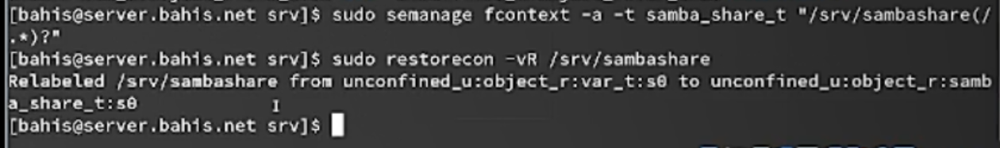 [bahis@server.bahis.net srv]$ sudo semanage fcontext -a -t samba_share_t "/srv/sambashare(/
.*)?"
[bahis@server.bahis.net srv]$ sudo restorecon -vR /srv/sambashare
Relabeled /srv/sambashare from unconfined_u:object_r:var_t:s0 to unconfined_u:object_r:samb
a_share_t:s0
[bahis@server.bahis.net srv]$